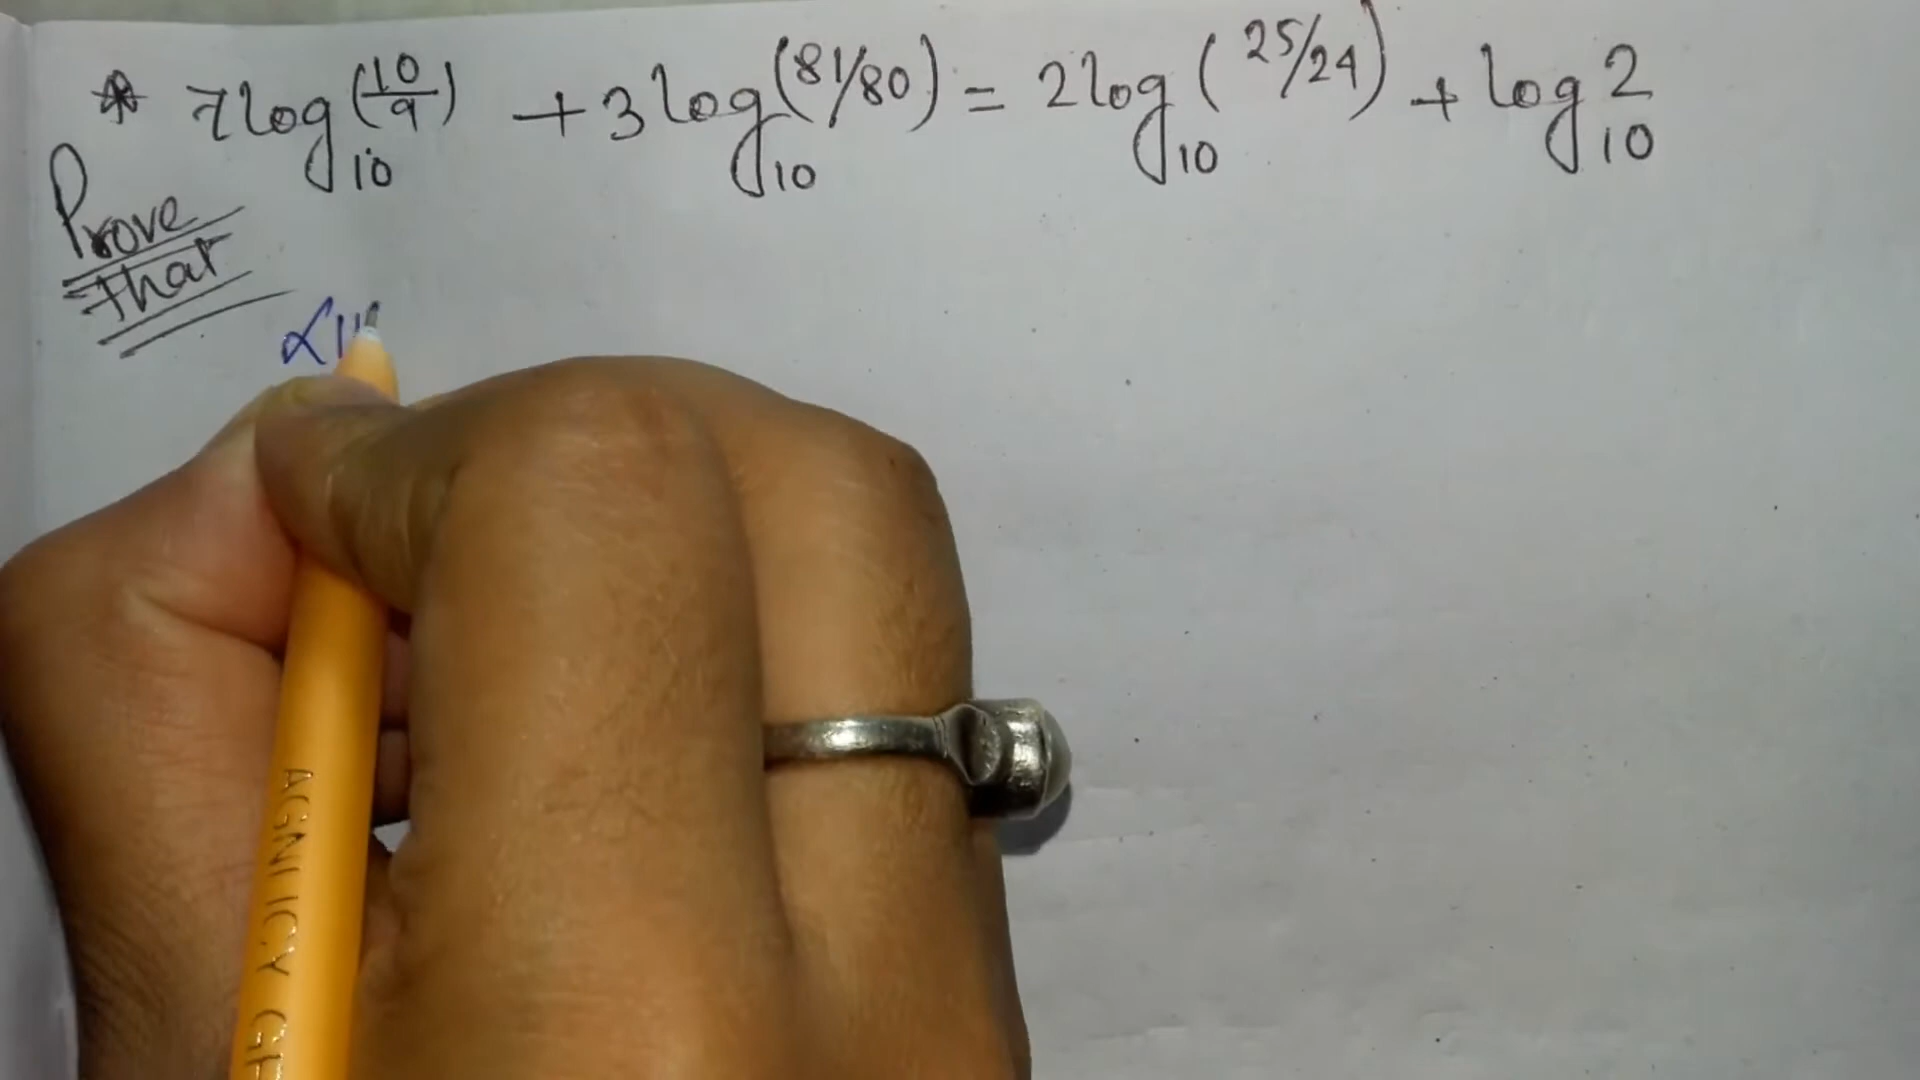 * 7 log₁₀(10/9) + 3 log₁₀(81/80) = 2 log₁₀(25/24) + log₁₀ 2
Prove
That